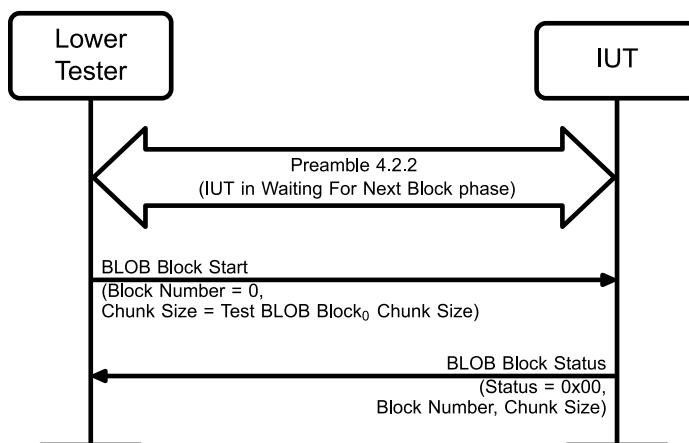 Lower
Tester
IUT
Preamble 4.2.2
(IUT in Waiting For Next Block phase)
BLOB Block Start
(Block Number = 0,
Chunk Size = Test BLOB Block₀ Chunk Size)
BLOB Block Status
(Status = 0x00,
Block Number, Chunk Size)